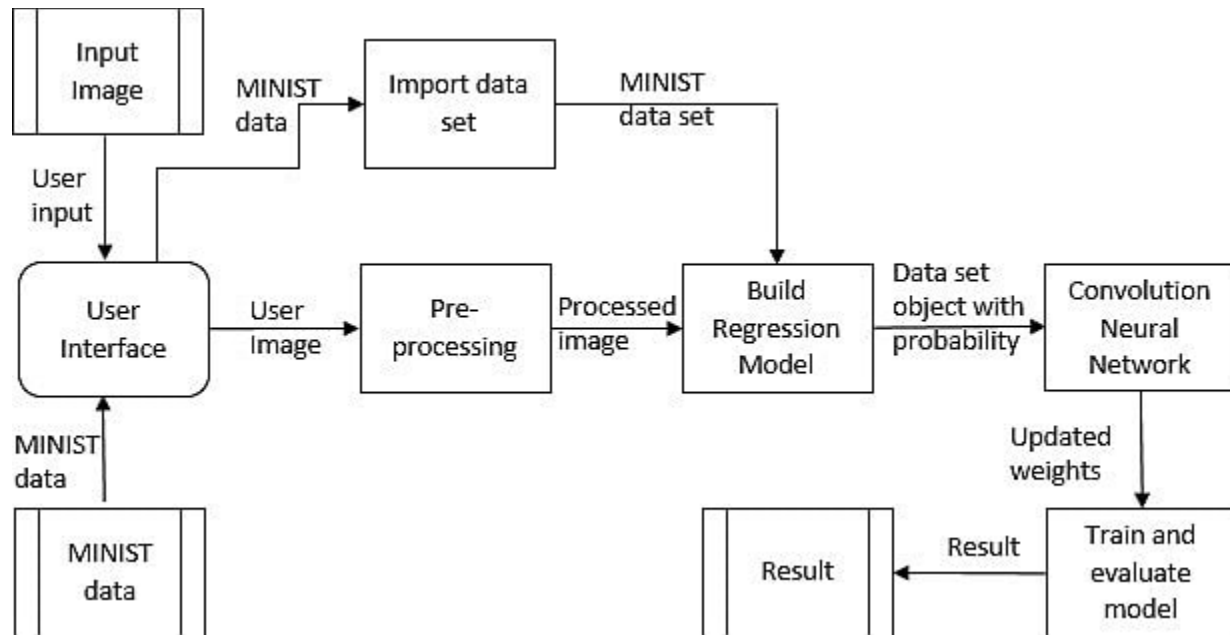 Input
Image
MINIST
data
Import data
set
MINIST
data set
User
input
User
Interface
User
Image
Pre-
processing
Processed
image
Build
Regression
Model
Data set
object with
probability
Convolution
Neural
Network
MINIST
data
Updated
weights
MINIST
data
Result
Result
Train and
evaluate
model